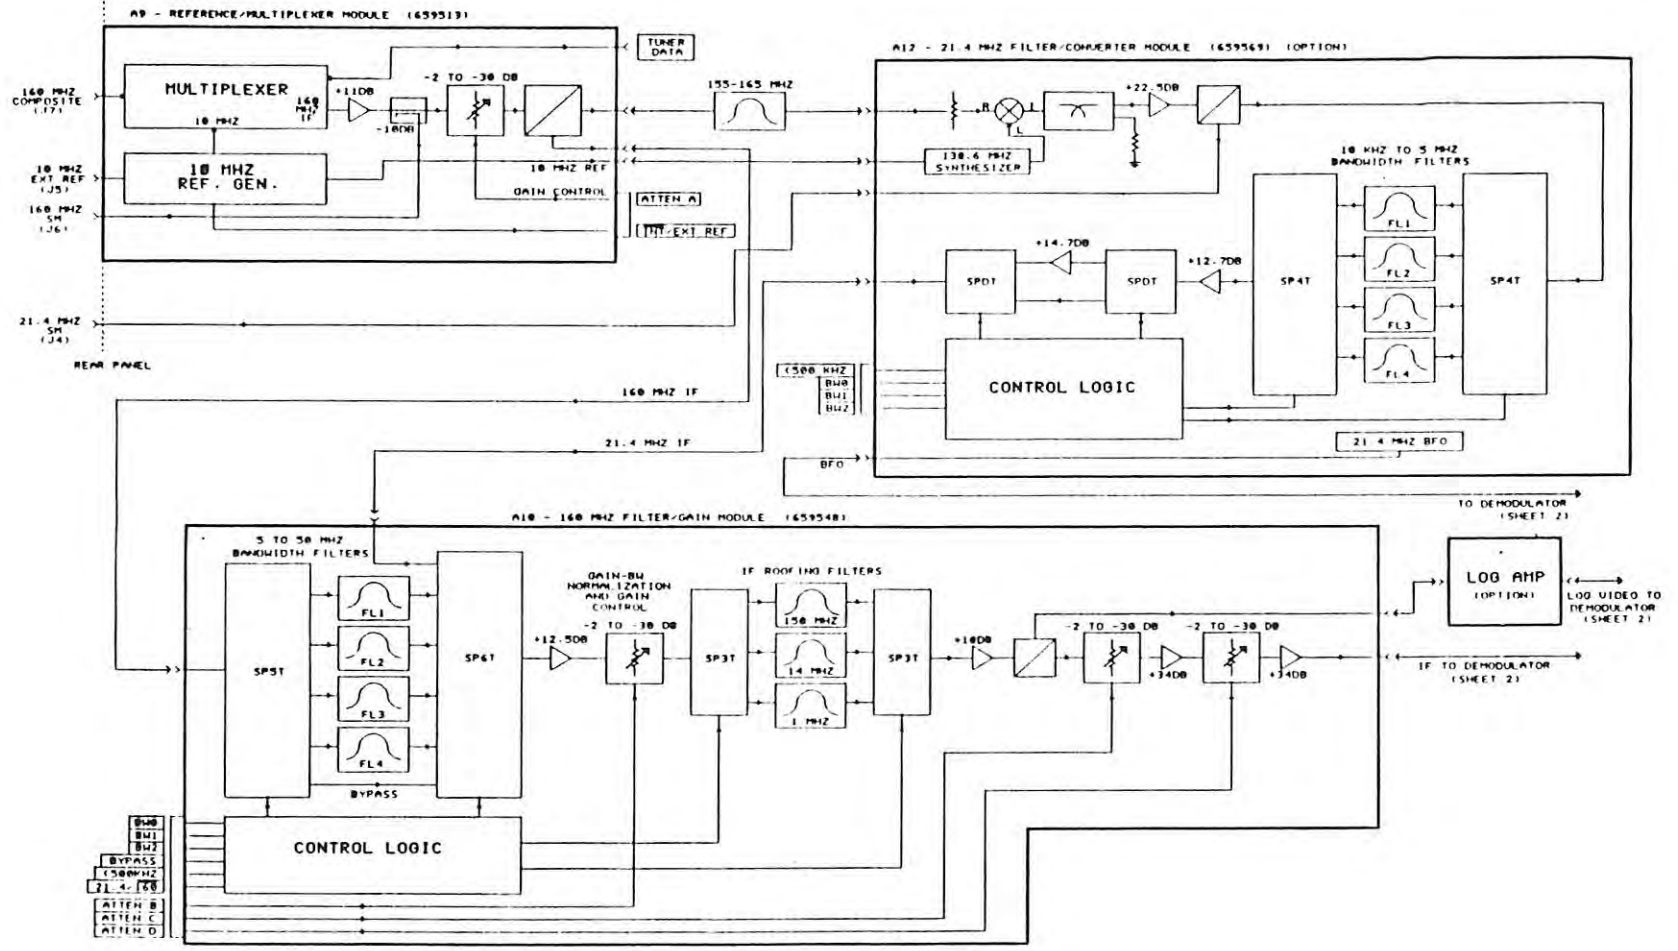 A9 - REFERENCE/MULTIPLEXER MODULE (659513)
TUNER
DATA
MULTIPLEXER
160 MHZ
COMPOSITE
(J7)
160
MHZ
IF
10 MHZ
+11DB
-10DB
-2 TO -30 DB
10 MHZ
EXT REF
(J5)
10 MHZ
REF. GEN.
10 MHZ REF
GAIN CONTROL
ATTEN A
INT/EXT REF
160 MHZ
SM
(J6)
21.4 MHZ
SM
(J4)
REAR PANEL
155-165 MHZ
A12 - 21.4 MHZ FILTER/CONVERTER MODULE (659569) (OPTION)
R
I
L
+22.5DB
138.6 MHZ
SYNTHESIZER
10 KHZ TO 5 MHZ
BANDWIDTH FILTERS
FL1
FL2
FL3
FL4
SP4T
SP4T
+14.7DB
+12.7DB
SPDT
SPDT
CONTROL LOGIC
<500 KHZ
BW0
BW1
BW2
21.4 MHZ BFO
BFO
160 MHZ IF
21.4 MHZ IF
TO DEMODULATOR
(SHEET 2)
A10 - 160 MHZ FILTER/GAIN MODULE (659548)
5 TO 50 MHZ
BANDWIDTH FILTERS
SP5T
FL1
FL2
FL3
FL4
BYPASS
SP6T
+12.5DB
GAIN-BW
NORMALIZATION
AND GAIN
CONTROL
-2 TO -30 DB
IF ROOFING FILTERS
SP3T
150 MHZ
14 MHZ
1 MHZ
SP3T
+10DB
-2 TO -30 DB
+34DB
-2 TO -30 DB
+34DB
LOG AMP
(OPTION)
LOG VIDEO TO
DEMODULATOR
(SHEET 2)
IF TO DEMODULATOR
(SHEET 2)
CONTROL LOGIC
BW0
BW1
BW2
BYPASS
<500KHZ
21.4/160
ATTEN B
ATTEN C
ATTEN D